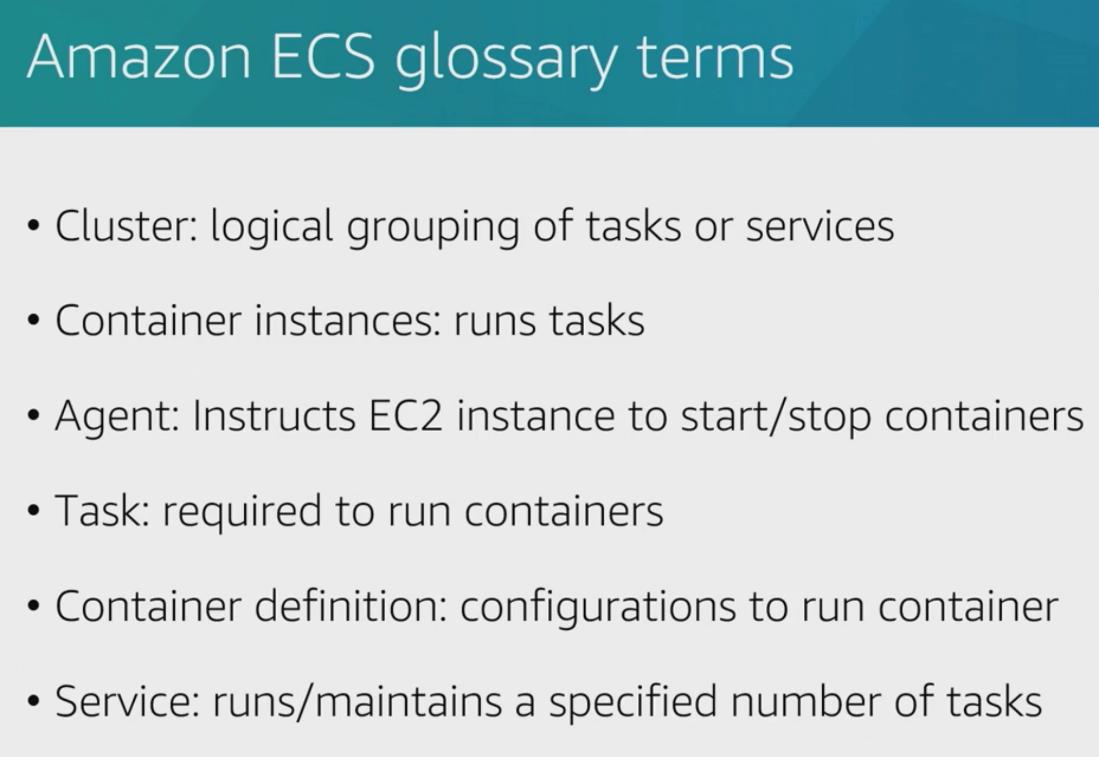 Amazon ECS glossary terms
• Cluster: logical grouping of tasks or services
• Container instances: runs tasks
• Agent: Instructs EC2 instance to start/stop containers
• Task: required to run containers
• Container definition: configurations to run container
• Service: runs/maintains a specified number of tasks